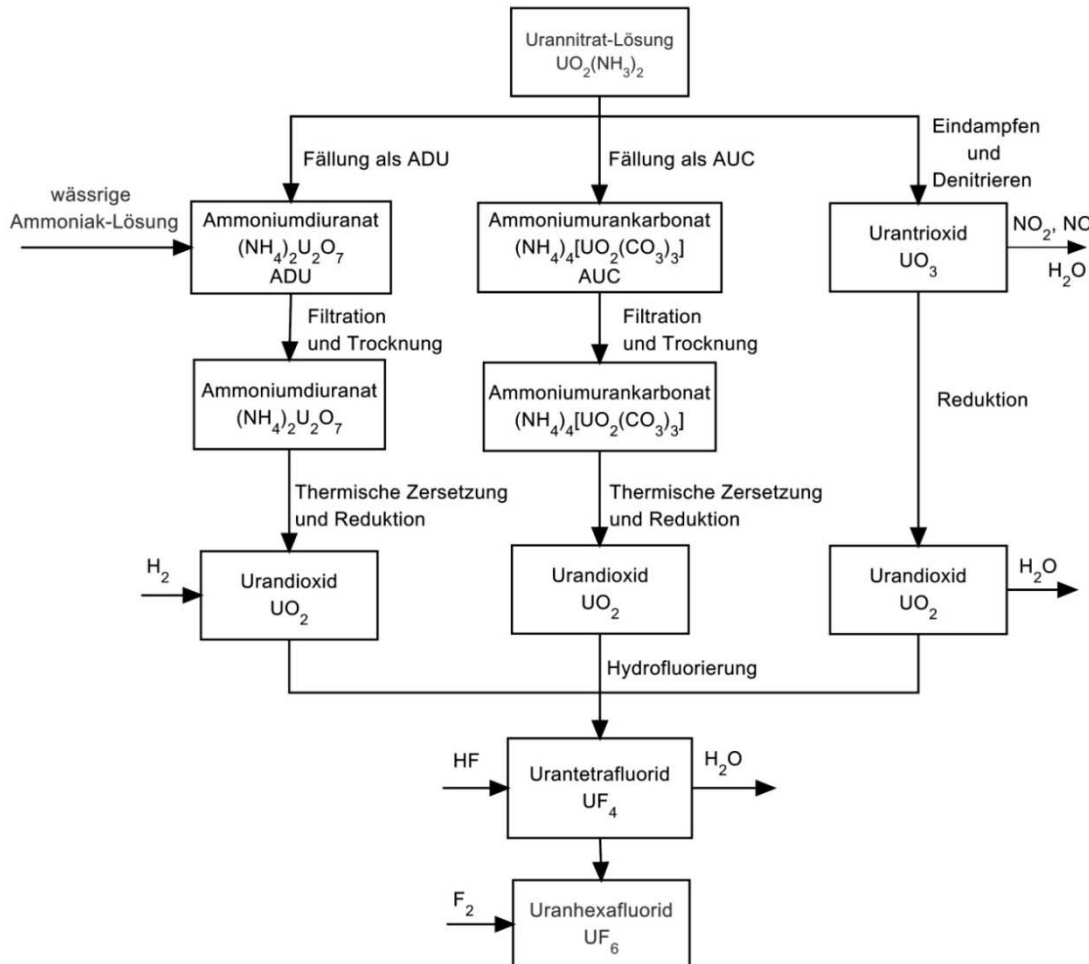 Urannitrat-Lösung
UO₂(NH₃)₂
Fällung als ADU
Fällung als AUC
Eindampfen
und
Denitrieren
wässrige
Ammoniak-Lösung
Ammoniumdiuranat
(NH₄)₂U₂O₇
ADU
Ammoniumurankarbonat
(NH₄)₄[UO₂(CO₃)₃]
AUC
Urantrioxid
UO₃
NO₂, NO
H₂O
Filtration
und Trocknung
Filtration
und Trocknung
Ammoniumdiuranat
(NH₄)₂U₂O₇
Ammoniumurankarbonat
(NH₄)₄[UO₂(CO₃)₃]
Reduktion
Thermische Zersetzung
und Reduktion
Thermische Zersetzung
und Reduktion
H₂
Urandioxid
UO₂
Urandioxid
UO₂
Urandioxid
UO₂
H₂O
Hydrofluorierung
HF
Urantetrafluorid
UF₄
H₂O
F₂
Uranhexafluorid
UF₆